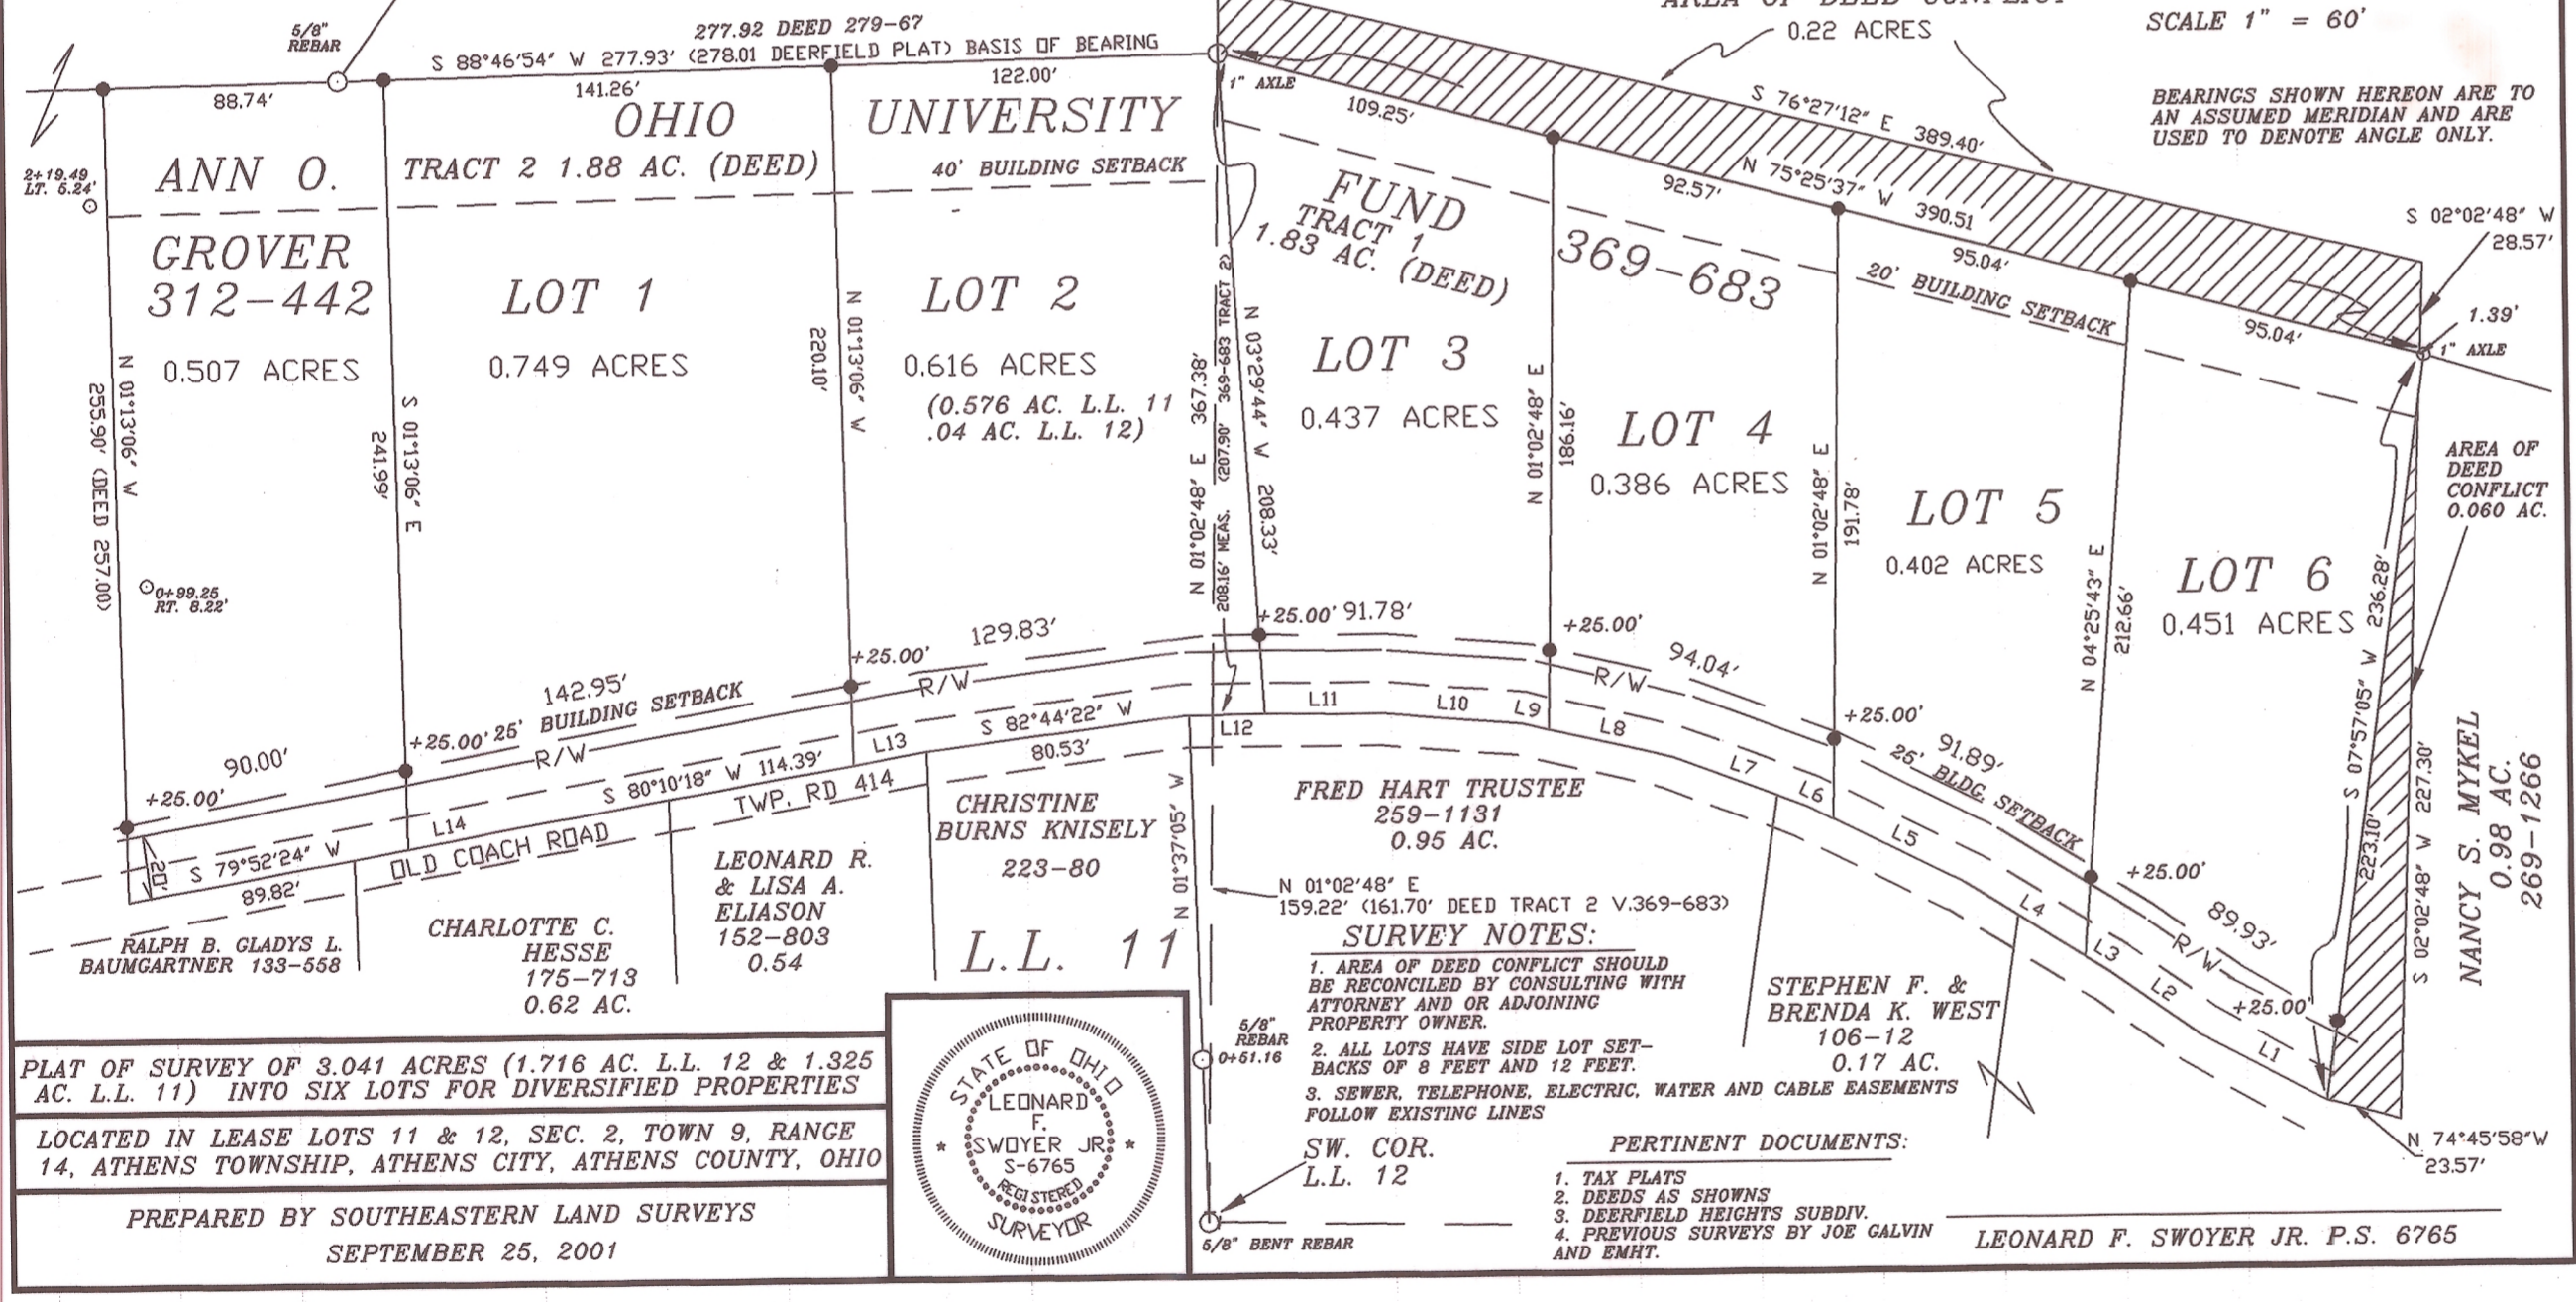 5/8"
REBAR
277.92 DEED 279-67
S 88°46'54" W 277.93' (278.01 DEERFIELD PLAT) BASIS OF BEARING
88.74'
141.26'
122.00'
1" AXLE
0.22 ACRES
SCALE 1" = 60'
BEARINGS SHOWN HEREON ARE TO
AN ASSUMED MERIDIAN AND ARE
USED TO DENOTE ANGLE ONLY.
S 76°27'12" E 389.40'
109.25'
92.57'
N 75°25'37" W 390.51
95.04'
95.04'
S 02°02'48" W
28.57'
1.39'
1" AXLE
2+19.49
LT. 5.24'
ANN O.
GROVER
312-442
0.507 ACRES
OHIO
UNIVERSITY
TRACT 2 1.88 AC. (DEED)
40' BUILDING SETBACK
FUND
TRACT 1
1.83 AC. (DEED)
369-683
20' BUILDING SETBACK
LOT 1
0.749 ACRES
LOT 2
0.616 ACRES
(0.576 AC. L.L. 11
.04 AC. L.L. 12)
LOT 3
0.437 ACRES
LOT 4
0.386 ACRES
LOT 5
0.402 ACRES
LOT 6
0.451 ACRES
AREA OF
DEED
CONFLICT
0.060 AC.
N 01°13'06" W
255.90' (DEED 257.00)
S 01°13'06" E
241.99'
N 01°13'06" W
220.10'
N 01°02'48" E 367.38'
208.16' MEAS. (207.90' 369-683 TRACT 2)
N 03°29'44" W 208.33'
N 01°02'48" E
186.16'
N 01°02'48" E
191.78'
N 04°25'43" E
212.66'
S 07°57'05" W 236.28'
223.10'
S 02°02'48" W 227.30'
NANCY S. MYKEL
0.98 AC.
269-1266
0+99.25
RT. 8.22'
+25.00'
90.00'
+25.00'
25' BUILDING SETBACK
142.95'
+25.00'
129.83'
+25.00'
91.78'
+25.00'
94.04'
+25.00'
91.89'
25' BLDG. SETBACK
+25.00'
89.93'
+25.00'
R/W
R/W
R/W
R/W
20'
S 79°52'24" W
89.82'
L14
S 80°10'18" W 114.39'
L13
S 82°44'22" W
80.53'
L12
L11
L10
L9
L8
L7
L6
L5
L4
L3
L2
L1
OLD COACH ROAD
TWP. RD 414
N 74°45'58"W
23.57'
RALPH B. GLADYS L.
BAUMGARTNER 133-558
CHARLOTTE C.
HESSE
175-713
0.62 AC.
LEONARD R.
& LISA A.
ELIASON
152-803
0.54
CHRISTINE
BURNS KNISELY
223-80
L.L. 11
N 01°37'05" W
FRED HART TRUSTEE
259-1131
0.95 AC.
N 01°02'48" E
159.22' (161.70' DEED TRACT 2 V.369-683)
STEPHEN F. &
BRENDA K. WEST
106-12
0.17 AC.
SURVEY NOTES:
1. AREA OF DEED CONFLICT SHOULD
BE RECONCILED BY CONSULTING WITH
ATTORNEY AND OR ADJOINING
PROPERTY OWNER.
2. ALL LOTS HAVE SIDE LOT SET-
BACKS OF 8 FEET AND 12 FEET.
3. SEWER, TELEPHONE, ELECTRIC, WATER AND CABLE EASEMENTS
FOLLOW EXISTING LINES
5/8"
REBAR
0+51.16
SW. COR.
L.L. 12
5/8" BENT REBAR
PERTINENT DOCUMENTS:
1. TAX PLATS
2. DEEDS AS SHOWNS
3. DEERFIELD HEIGHTS SUBDIV.
4. PREVIOUS SURVEYS BY JOE GALVIN
AND EMHT.
LEONARD F. SWOYER JR. P.S. 6765
PLAT OF SURVEY OF 3.041 ACRES (1.716 AC. L.L. 12 & 1.325
AC. L.L. 11) INTO SIX LOTS FOR DIVERSIFIED PROPERTIES
LOCATED IN LEASE LOTS 11 & 12, SEC. 2, TOWN 9, RANGE
14, ATHENS TOWNSHIP, ATHENS CITY, ATHENS COUNTY, OHIO
PREPARED BY SOUTHEASTERN LAND SURVEYS
SEPTEMBER 25, 2001
STATE OF OHIO
LEONARD
F.
SWOYER JR
S-6765
REGISTERED
SURVEYOR